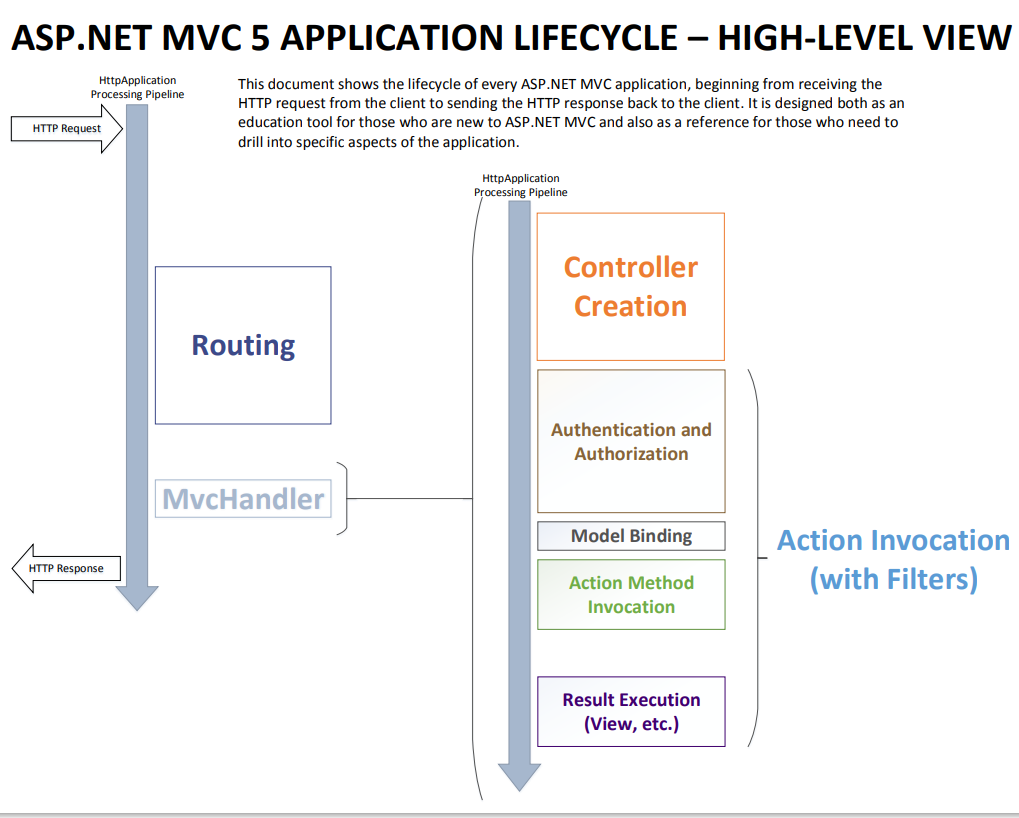 ASP.NET MVC 5 APPLICATION LIFECYCLE – HIGH-LEVEL VIEW
HttpApplication
Processing Pipeline
HTTP Request
This document shows the lifecycle of every ASP.NET MVC application, beginning from receiving the
HTTP request from the client to sending the HTTP response back to the client. It is designed both as an
education tool for those who are new to ASP.NET MVC and also as a reference for those who need to
drill into specific aspects of the application.
HttpApplication
Processing Pipeline
Routing
MvcHandler
HTTP Response
Controller
Creation
Authentication and
Authorization
Model Binding
Action Method
Invocation
Result Execution
(View, etc.)
Action Invocation
(with Filters)